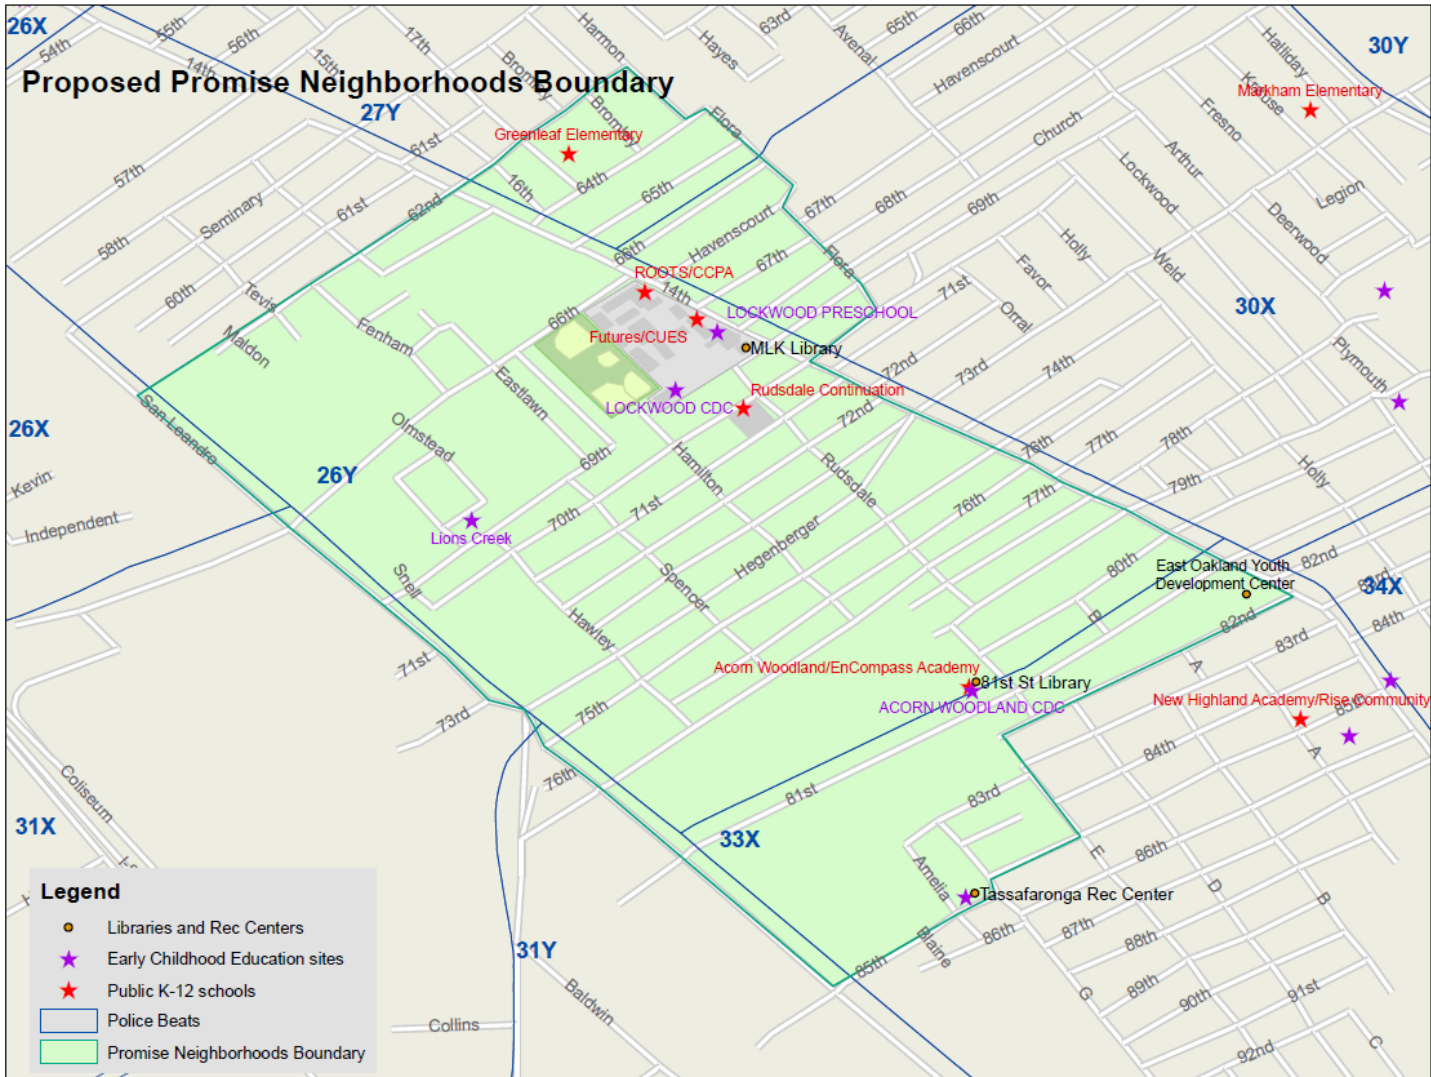 26X
54th
55th
56th
14th
15th
17th
Harmon
Hayes
63rd
Avenal
65th
66th
Havenscourt
Halliday
30Y
Proposed Promise Neighborhoods Boundary
Bromley
Bromley
Krause
Markham Elementary
27Y
Flora
Church
Fresno
Greenleaf Elementary
61st
Arthur
57th
16th
64th
65th
Lockwood
Legion
Seminary
61st
62nd
67th
68th
69th
Deerwood
58th
66th
Havenscourt
Holly
60th
67th
Flora
Favor
Weld
ROOTS/CCPA
Tevis
14th
71st
Orral
30X
Maldon
Fenham
66th
Futures/CUES
LOCKWOOD PRESCHOOL
MLK Library
Plymouth
72nd
73rd
74th
Eastlawn
Rudsdale Continuation
LOCKWOOD CDC
San Leandro
Olmstead
72nd
26X
76th
77th
78th
69th
Hamilton
Rudsdale
Holly
Kevin
26Y
79th
Independent
70th
71st
76th
77th
Lions Creek
Hegenberger
Snell
Spencer
80th
82nd
East Oakland Youth
Development Center
83rd
34X
Hawley
B
82nd
84th
83rd
71st
Acorn Woodland/EnCompass Academy
A
81st St Library
ACORN WOODLAND CDC
New Highland Academy/Rise Community
85th
73rd
75th
84th
A
76th
Coliseum
81st
83rd
31X
33X
86th
E
Amelia
D
B
Legend
Tassafaronga Rec Center
Libraries and Rec Centers
Early Childhood Education sites
Public K-12 schools
Police Beats
Promise Neighborhoods Boundary
87th
86th
88th
Blaine
31Y
85th
89th
90th
91st
G
Baldwin
Collins
C
92nd